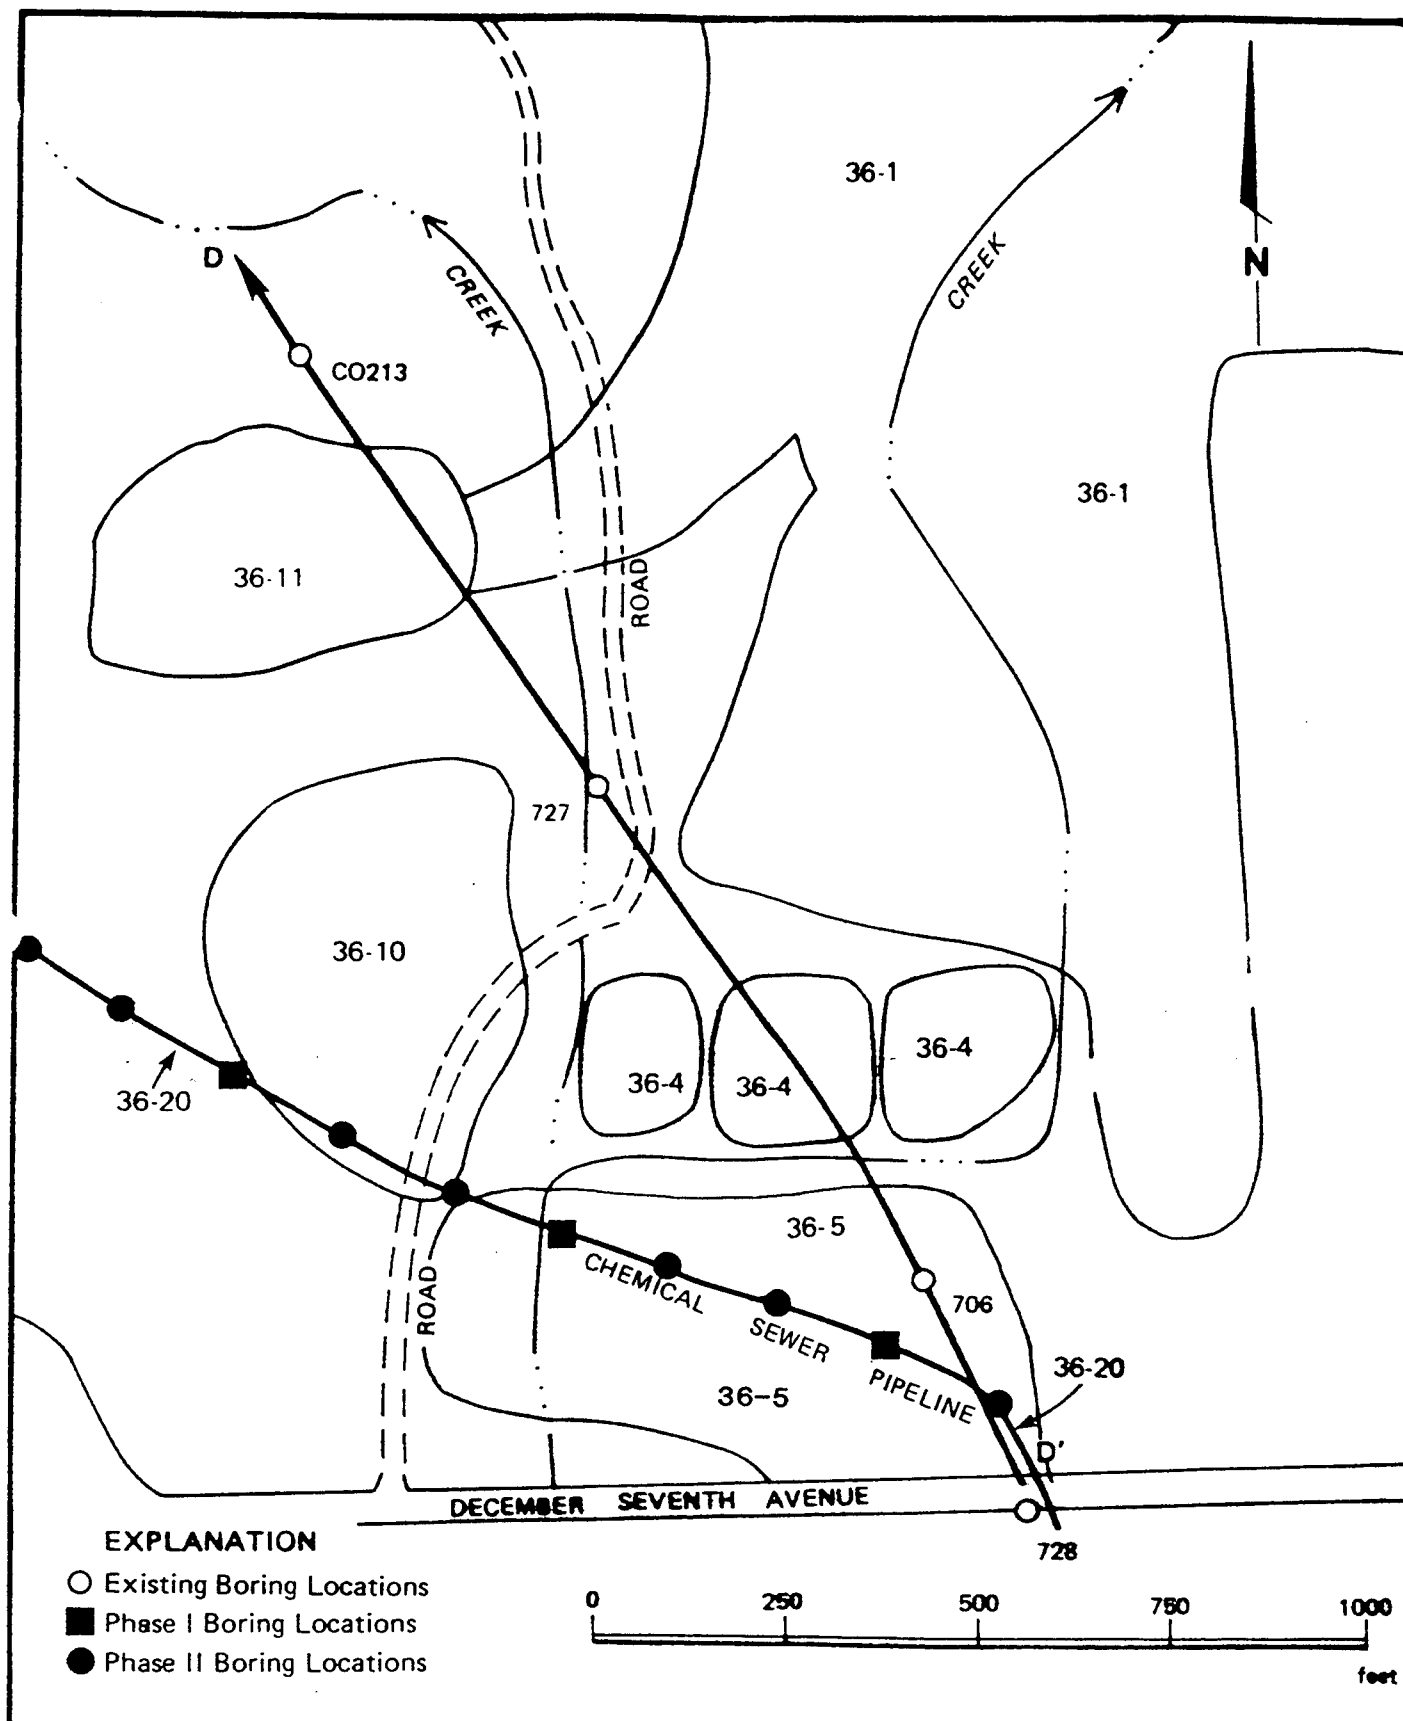 36-1
N
D
CREEK
CREEK
CO213
36-1
36-11
ROAD
727
36-10
36-4
36-4
36-4
36-20
36-5
CHEMICAL
SEWER
PIPELINE
706
ROAD
36-20
36-5
D'
DECEMBER SEVENTH AVENUE
728
EXPLANATION
Existing Boring Locations
Phase I Boring Locations
Phase II Boring Locations
0 250 500 750 1000
feet